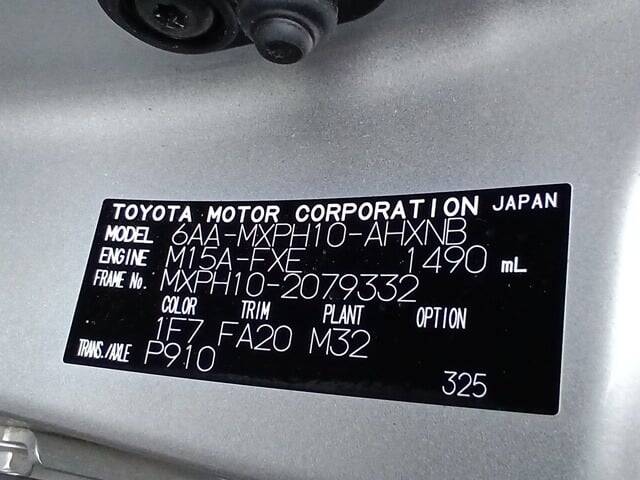 TOYOTA MOTOR CORPORATION JAPAN
MODEL 6AA-MXPH10-AHXNB
ENGINE M15A-FXE 1490 mL
FRAME No. MXPH10-2079332
COLOR TRIM PLANT OPTION
1F7 FA20 M32
TRANS./AXLE P910
325